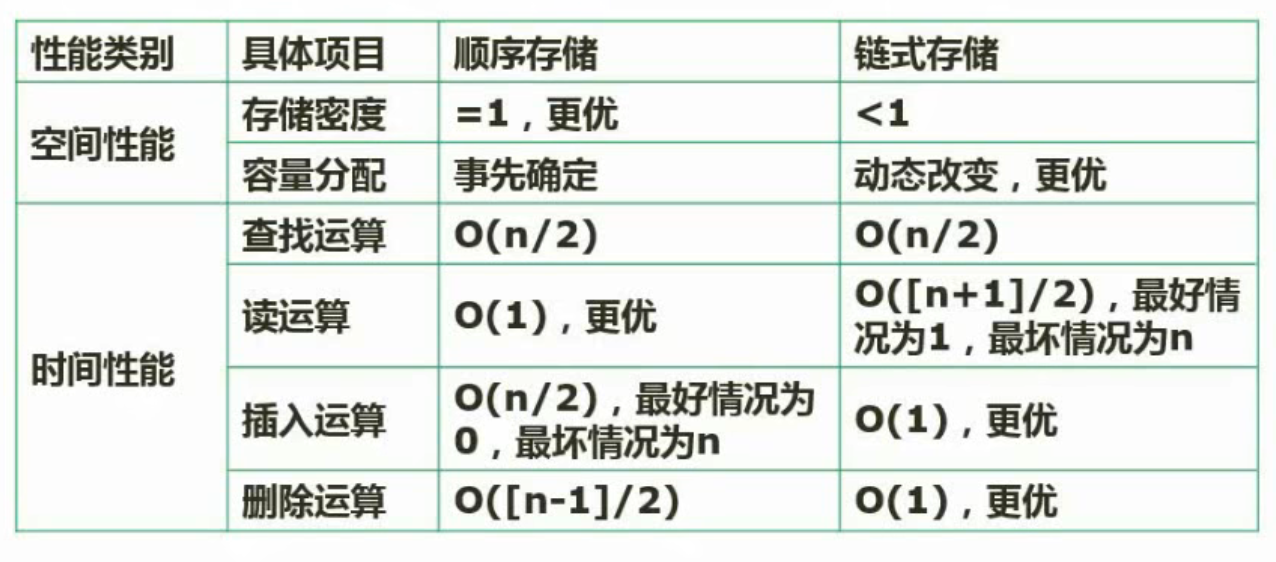 性能类别 具体项目 顺序存储 链式存储
空间性能 存储密度 =1，更优 <1
容量分配 事先确定 动态改变，更优
时间性能 查找运算 O(n/2) O(n/2)
读运算 O(1)，更优 O([n+1]/2)，最好情
况为1，最坏情况为n
插入运算 O(n/2)，最好情况为
0，最坏情况为n O(1)，更优
删除运算 O([n-1]/2) O(1)，更优